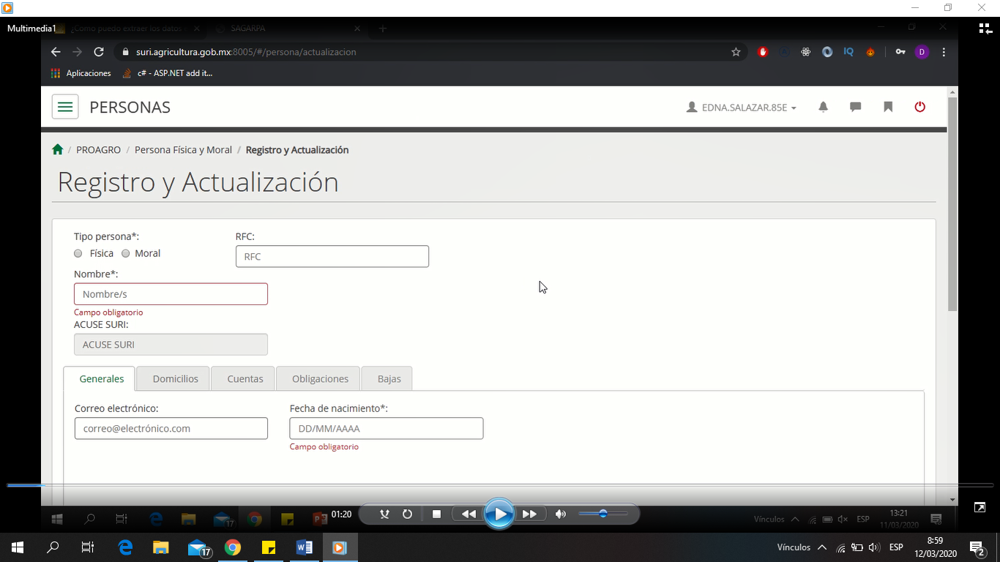 Multimedia1
¿Como puedo extraer los datos
SAGARPA
suri.agricultura.gob.mx:8005/#/persona/actualizacion
IQ
D
Aplicaciones
c# - ASP.NET add it...
PERSONAS
EDNA.SALAZAR.85E
/ PROAGRO / Persona Física y Moral / Registro y Actualización
Registro y Actualización
Tipo persona*:
RFC:
Física
Moral
RFC
Nombre*:
Nombre/s
Campo obligatorio
ACUSE SURI:
ACUSE SURI
Generales
Domicilios
Cuentas
Obligaciones
Bajas
Correo electrónico:
Fecha de nacimiento*:
correo@electrónico.com
DD/MM/AAAA
Campo obligatorio
17
01:20
Vínculos
ESP
13:21
11/03/2020
17
Vínculos
ESP
8:59
12/03/2020
2